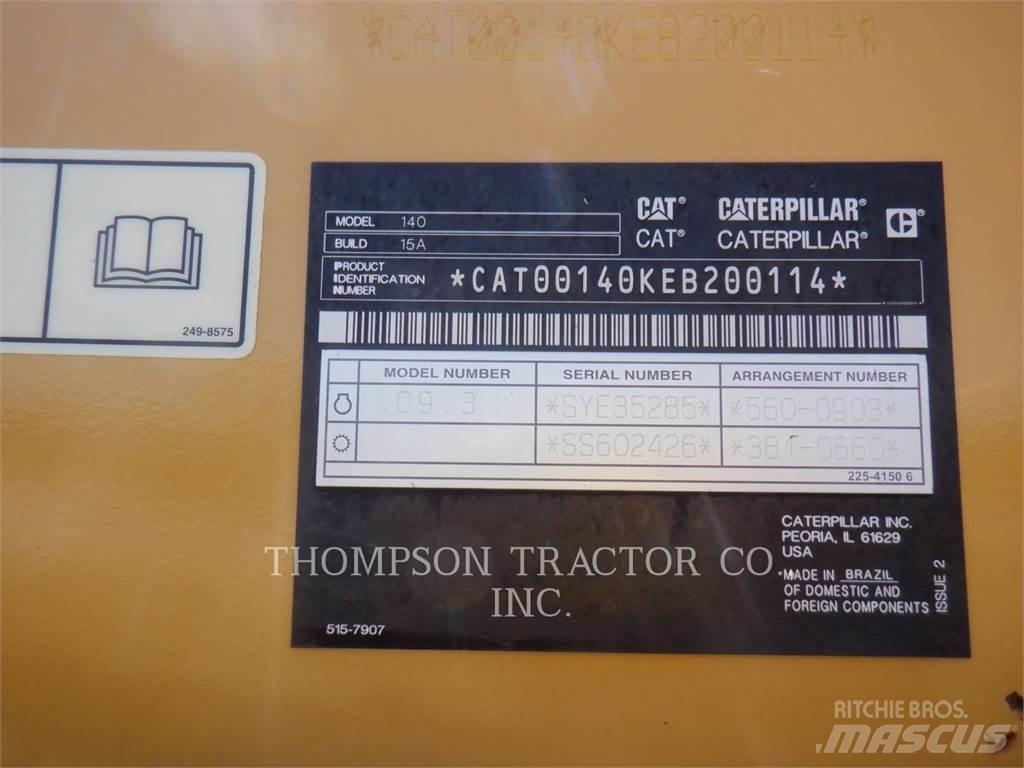 *CAT00140KEB200114*
249-8575
CAT® CATERPILLAR®
CAT® CATERPILLAR®
MODEL 140
BUILD 15A
PRODUCT IDENTIFICATION NUMBER *CAT00140KEB200114*
MODEL NUMBER SERIAL NUMBER ARRANGEMENT NUMBER
C9.3 *SYE35285* *560-0903*
*SS602426* *381-0660*
225-4150 6
CATERPILLAR INC.
PEORIA, IL 61629
USA
*MADE IN BRAZIL
OF DOMESTIC AND
FOREIGN COMPONENTS
ISSUE 2
515-7907
THOMPSON TRACTOR CO
INC.
RITCHIE BROS.
MASCUS